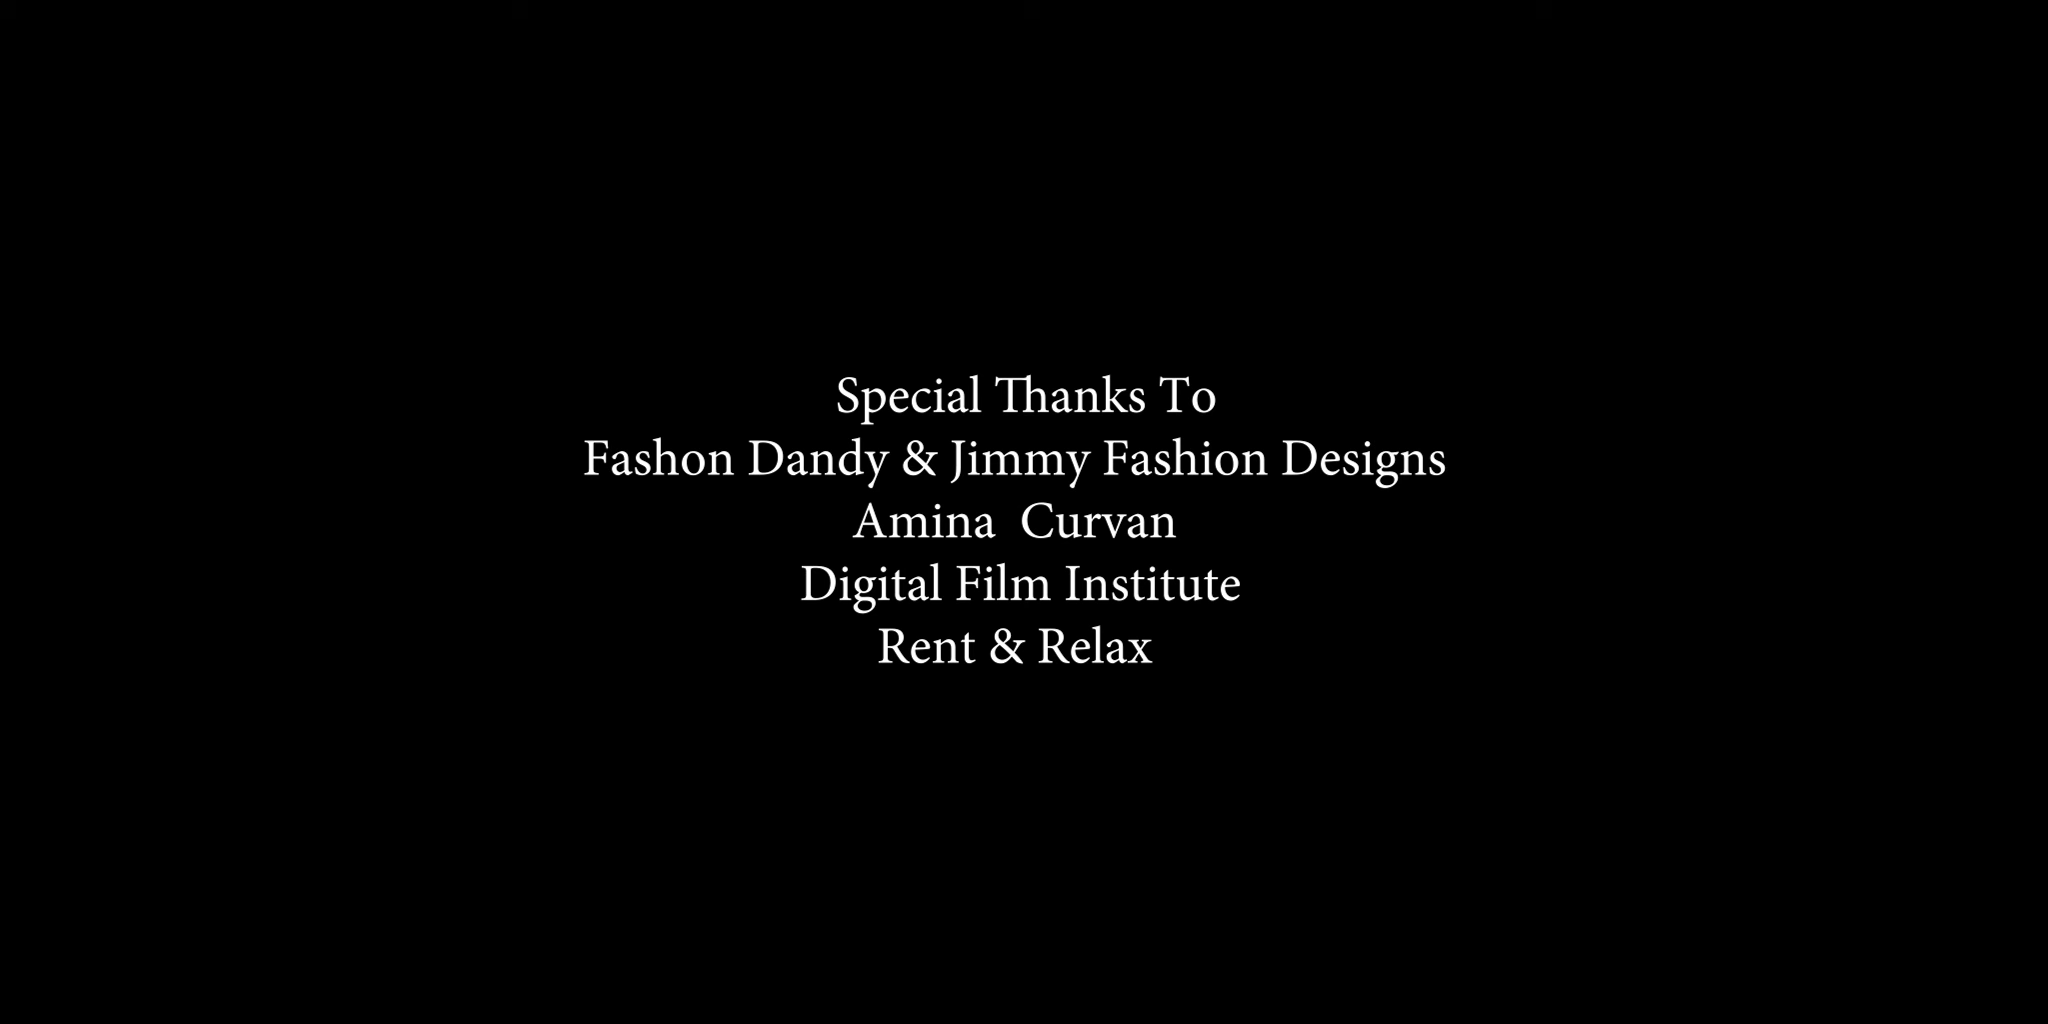 Special Thanks To
Fashon Dandy & Jimmy Fashion Designs
Amina  Curvan
Digital Film Institute
Rent & Relax